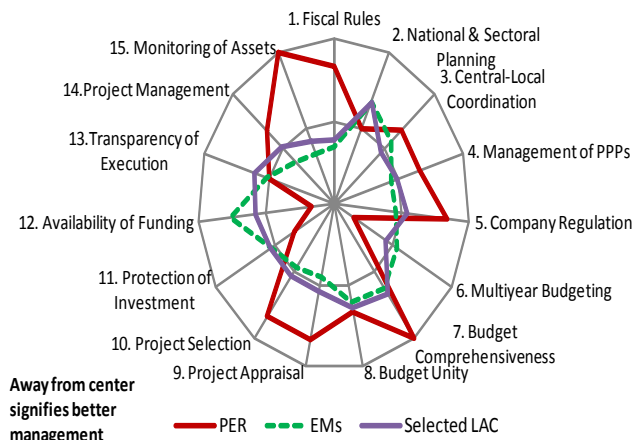 1. Fiscal Rules
2. National & Sectoral
Planning
3. Central-Local
Coordination
4. Management of PPPs
5. Company Regulation
6. Multiyear Budgeting
7. Budget
Comprehensiveness
8. Budget Unity
9. Project Appraisal
10. Project Selection
11. Protection of
Investment
12. Availability of Funding
13.Transparency of
Execution
14.Project Management
15. Monitoring of Assets
Away from center
signifies better
management
PER
EMs
Selected LAC